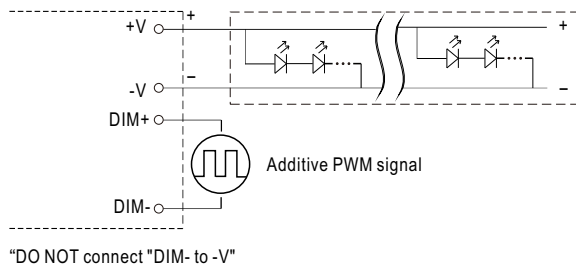 +V +
-V –
+
–
DIM+
Additive PWM signal
DIM-
“DO NOT connect "DIM- to -V"